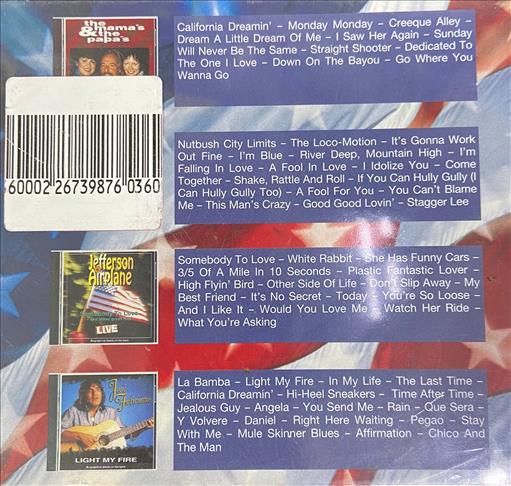 the mama's
& the
papa's
California Dreamin' – Monday Monday – Creeque Alley –
Dream A Little Dream Of Me – I Saw Her Again – Sunday
Will Never Be The Same – Straight Shooter – Dedicated To
The One I Love – Down On The Bayou – Go Where You
Wanna Go
60002 26739876 0360
Nutbush City Limits – The Loco-Motion – It's Gonna Work
Out Fine – I'm Blue – River Deep, Mountain High – I'm
Falling In Love – A Fool In Love – I Idolize You – Come
Together – Shake, Rattle And Roll – If You Can Hully Gully (I
Can Hully Gully Too) – A Fool For You – You Can't Blame
Me – This Man's Crazy – Good Good Lovin' – Stagger Lee
Jefferson
Airplane
Somebody To Love
LIVE
Somebody To Love – White Rabbit – She Has Funny Cars –
3/5 Of A Mile In 10 Seconds – Plastic Fantastic Lover –
High Flyin' Bird – Other Side Of Life – Don't Slip Away – My
Best Friend – It's No Secret – Today – You're So Loose –
And I Like It – Would You Love Me – Watch Her Ride –
What You're Asking
José
Feliciano
LIGHT MY FIRE
La Bamba – Light My Fire – In My Life – The Last Time –
California Dreamin' – Hi-Heel Sneakers – Time After Time –
Jealous Guy – Angela – You Send Me – Rain – Que Sera –
Y Volvere – Daniel – Right Here Waiting – Pegao – Stay
With Me – Mule Skinner Blues – Affirmation – Chico And
The Man